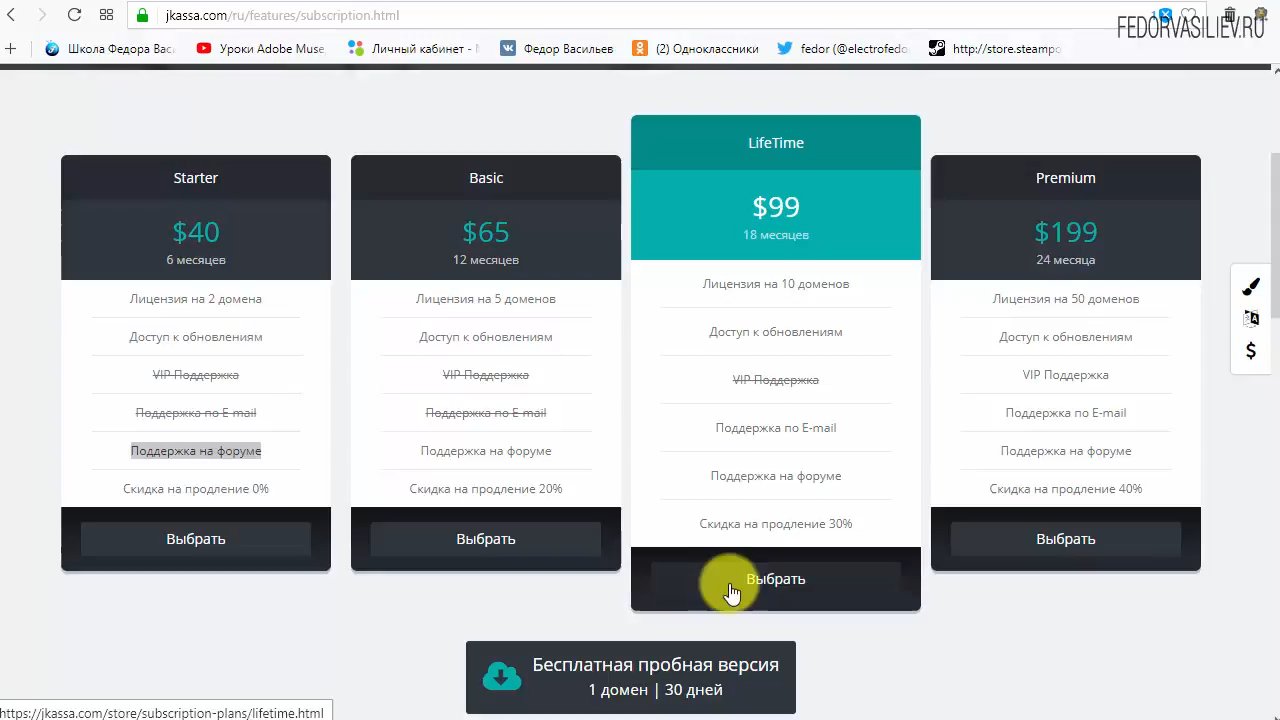 jkassa.com/ru/features/subscription.html
FEDORVASILIEV.RU
Школа Федора Вас
Уроки Adobe Muse
Личный кабинет -
Федор Васильев
(2) Одноклассники
fedor (@electrofedo
http://store.steampo
Starter
$40
6 месяцев
Лицензия на 2 домена
Доступ к обновлениям
VIP Поддержка
Поддержка по E-mail
Поддержка на форуме
Скидка на продление 0%
Выбрать
Basic
$65
12 месяцев
Лицензия на 5 доменов
Доступ к обновлениям
VIP Поддержка
Поддержка по E-mail
Поддержка на форуме
Скидка на продление 20%
Выбрать
LifeTime
$99
18 месяцев
Лицензия на 10 доменов
Доступ к обновлениям
VIP Поддержка
Поддержка по E-mail
Поддержка на форуме
Скидка на продление 30%
Выбрать
Premium
$199
24 месяца
Лицензия на 50 доменов
Доступ к обновлениям
VIP Поддержка
Поддержка по E-mail
Поддержка на форуме
Скидка на продление 40%
Выбрать
Бесплатная пробная версия
1 домен | 30 дней
https://jkassa.com/store/subscription-plans/lifetime.html